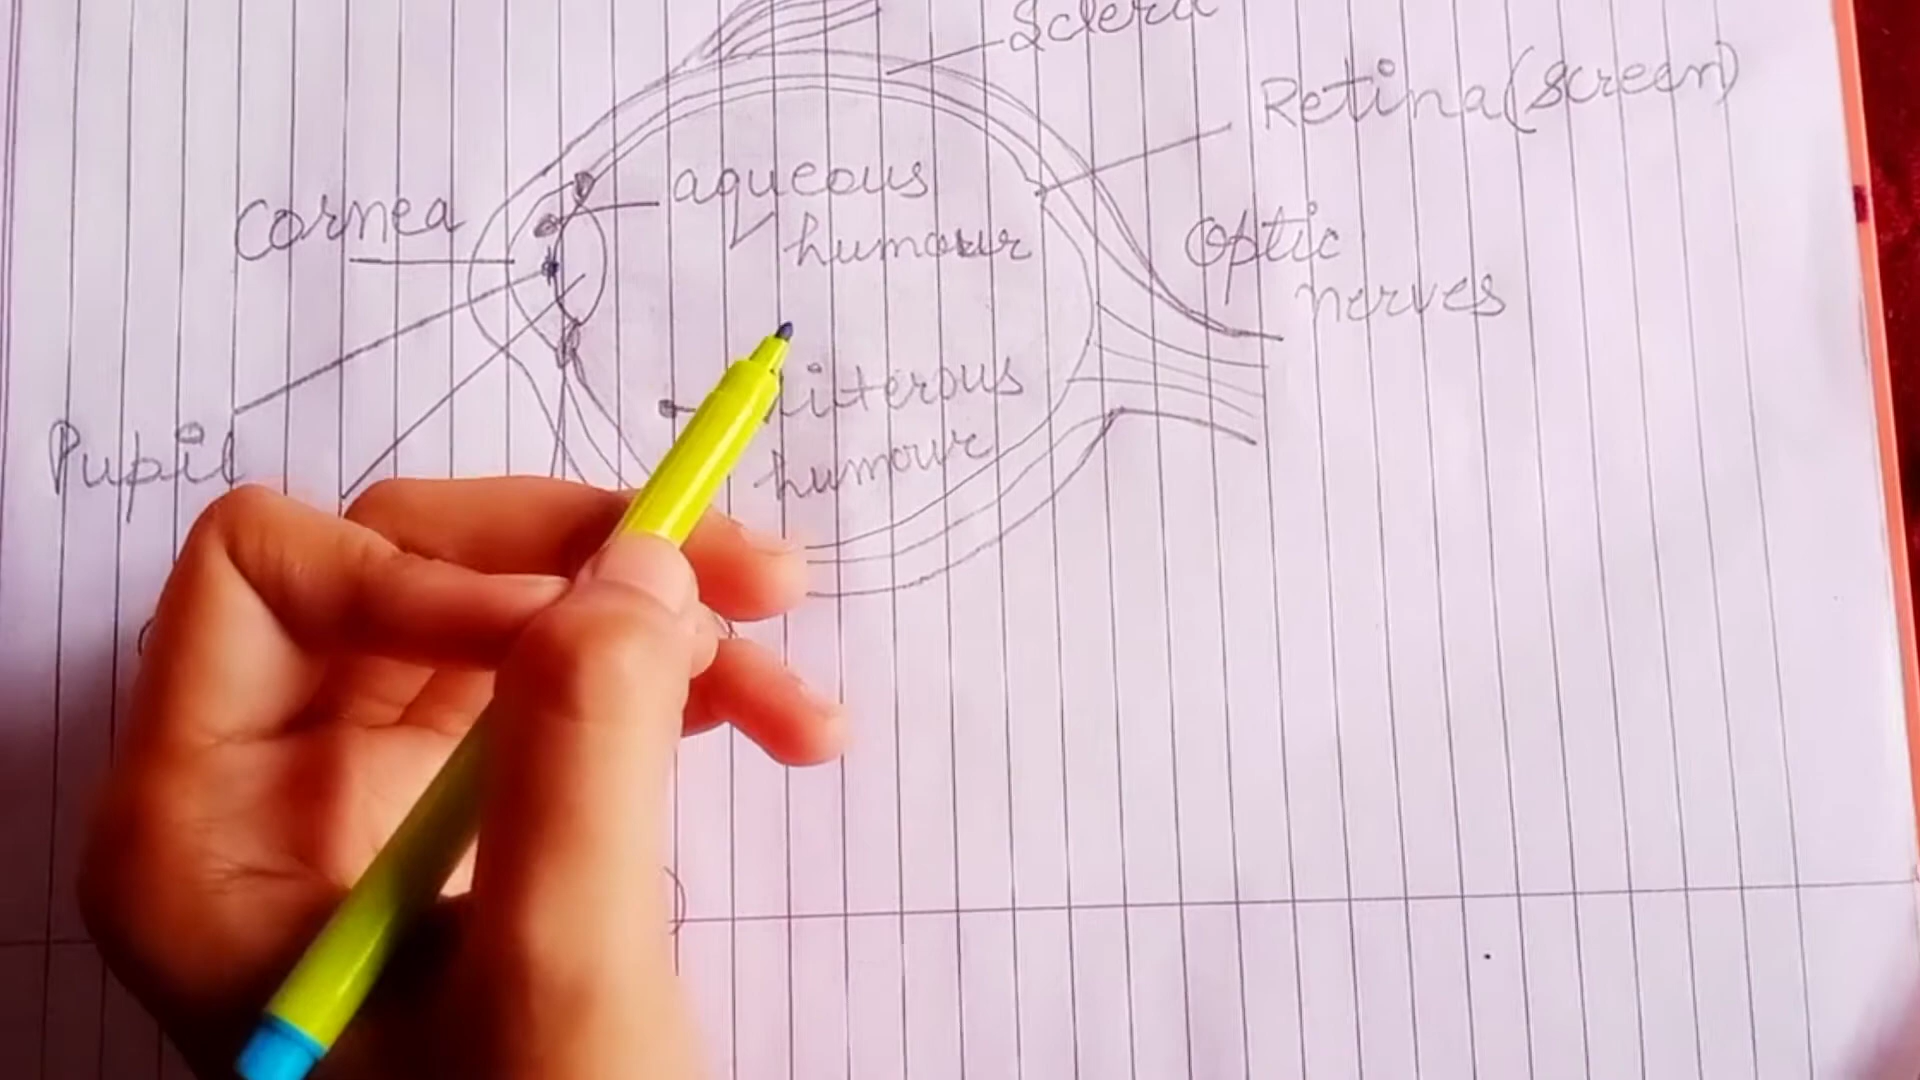 Sclera
Retina(screen)
Cornea
aqueous
humour
Optic
nerves
Pupil
humour